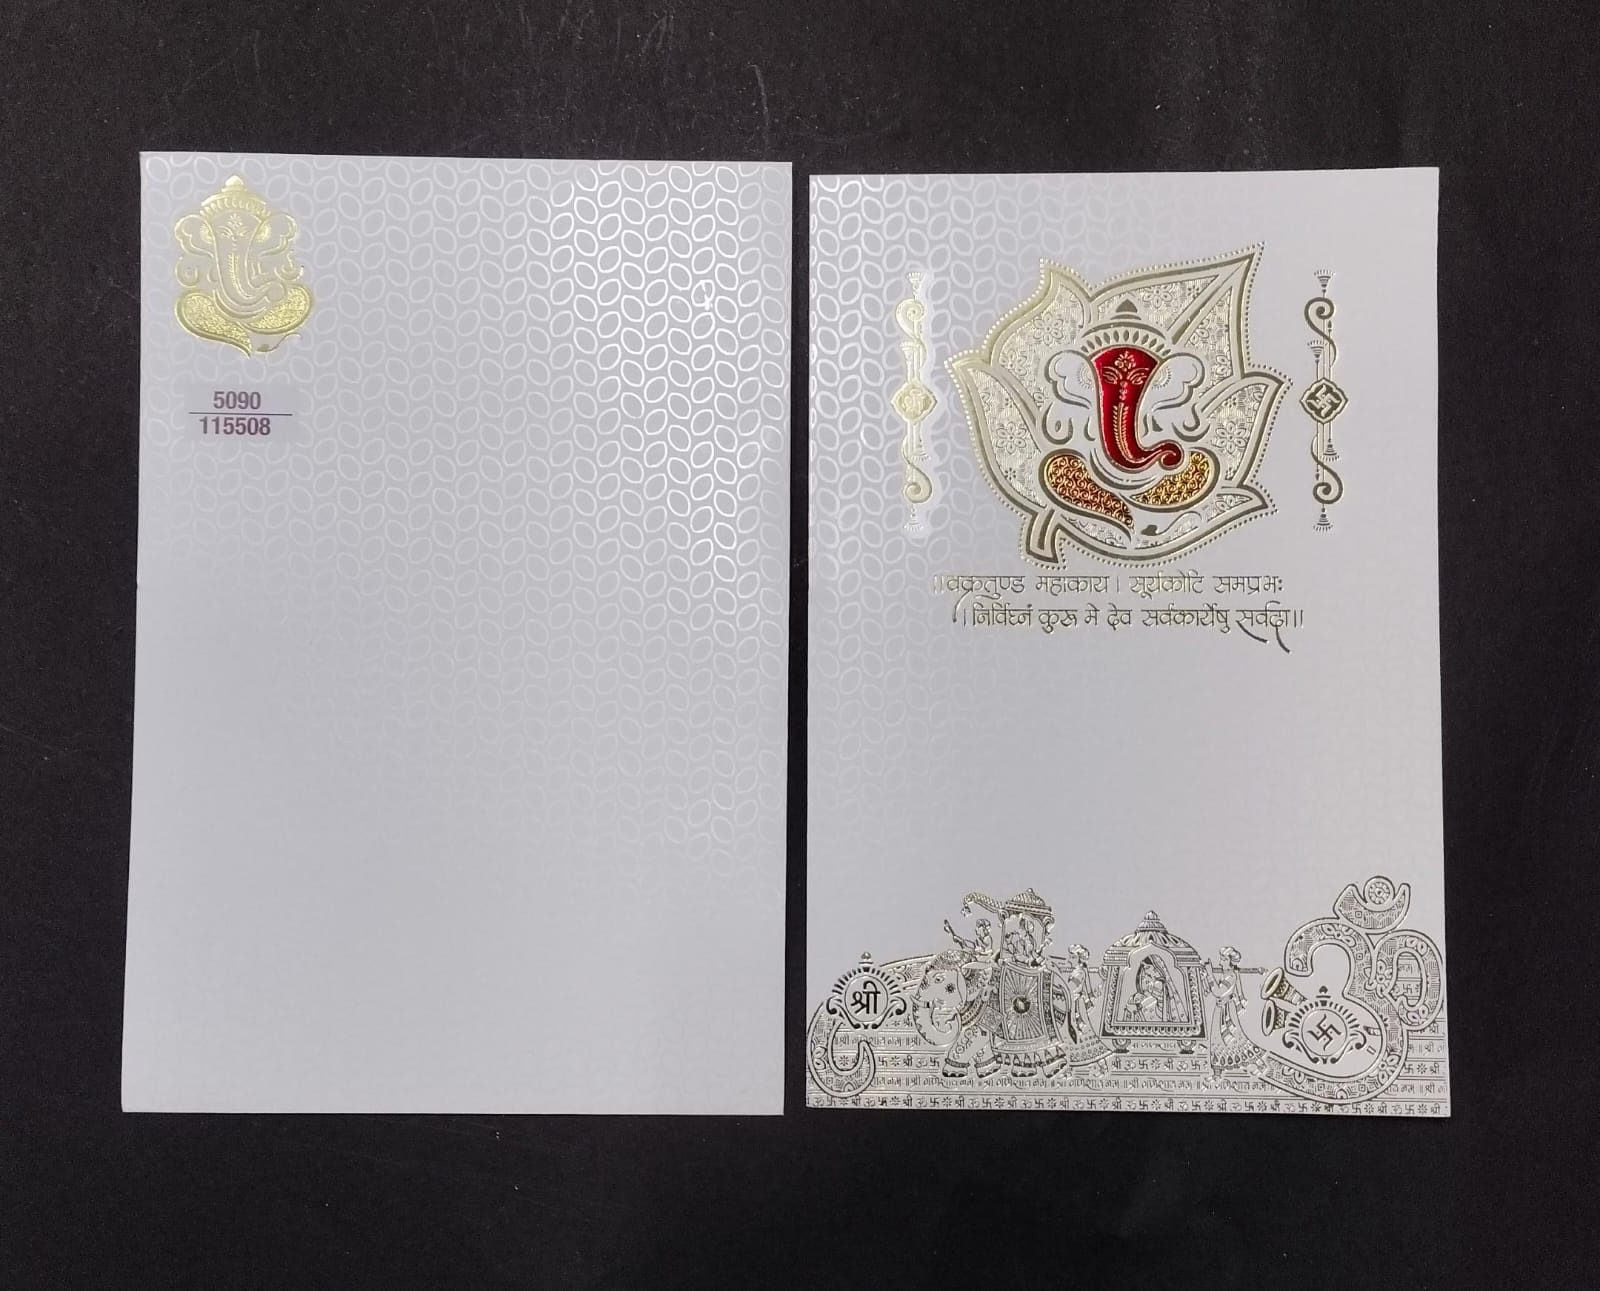 5090
115508
।।वक्रतुण्ड महाकाय। सूर्यकोटि समप्रभः
।।निर्विघ्नं कुरू मे देव सर्वकार्येषु सर्वदा।।
श्री